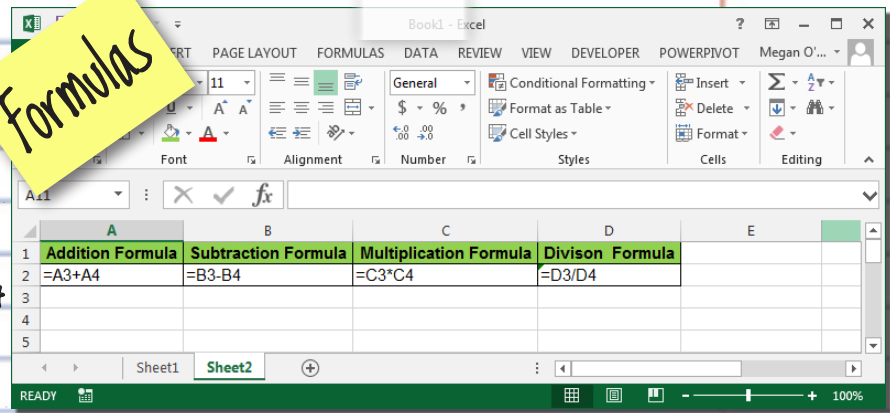 Formulas
Book1 - Excel
PAGE LAYOUT FORMULAS DATA REVIEW VIEW DEVELOPER POWERPIVOT Megan O'...
11 General Conditional Formatting Insert
$ % , Format as Table Delete
Cell Styles Format
Font Alignment Number Styles Cells Editing
fx
A B C D E
1 Addition Formula Subtraction Formula Multiplication Formula Divison Formula
2 =A3+A4 =B3-B4 =C3*C4 =D3/D4
3
4
5
Sheet1 Sheet2
READY 100%